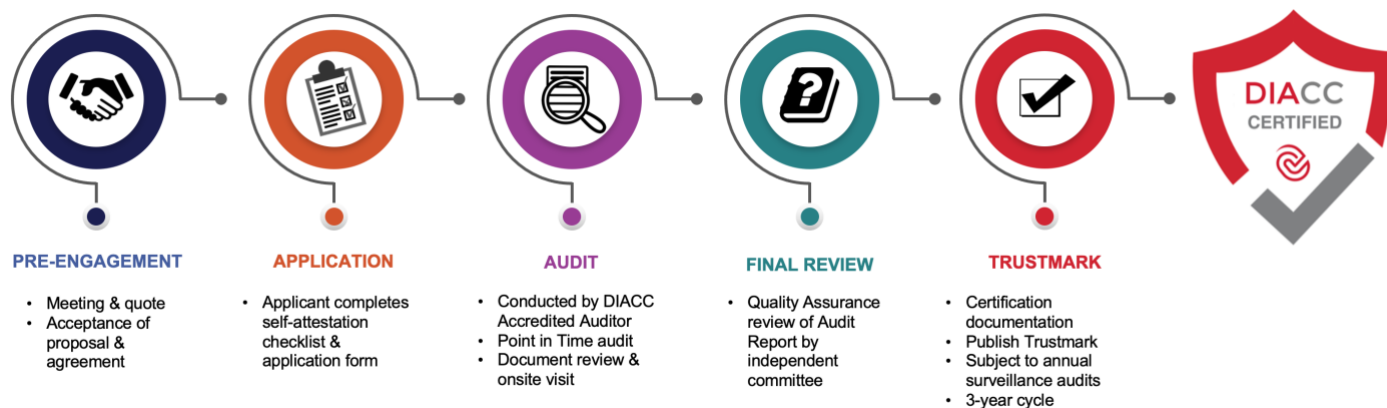 DIACC
CERTIFIED
PRE-ENGAGEMENT
• Meeting & quote
• Acceptance of
proposal &
agreement
APPLICATION
• Applicant completes
self-attestation
checklist &
application form
AUDIT
• Conducted by DIACC
Accredited Auditor
• Point in Time audit
• Document review &
onsite visit
FINAL REVIEW
• Quality Assurance
review of Audit
Report by
independent
committee
TRUSTMARK
• Certification
documentation
• Publish Trustmark
• Subject to annual
surveillance audits
• 3-year cycle